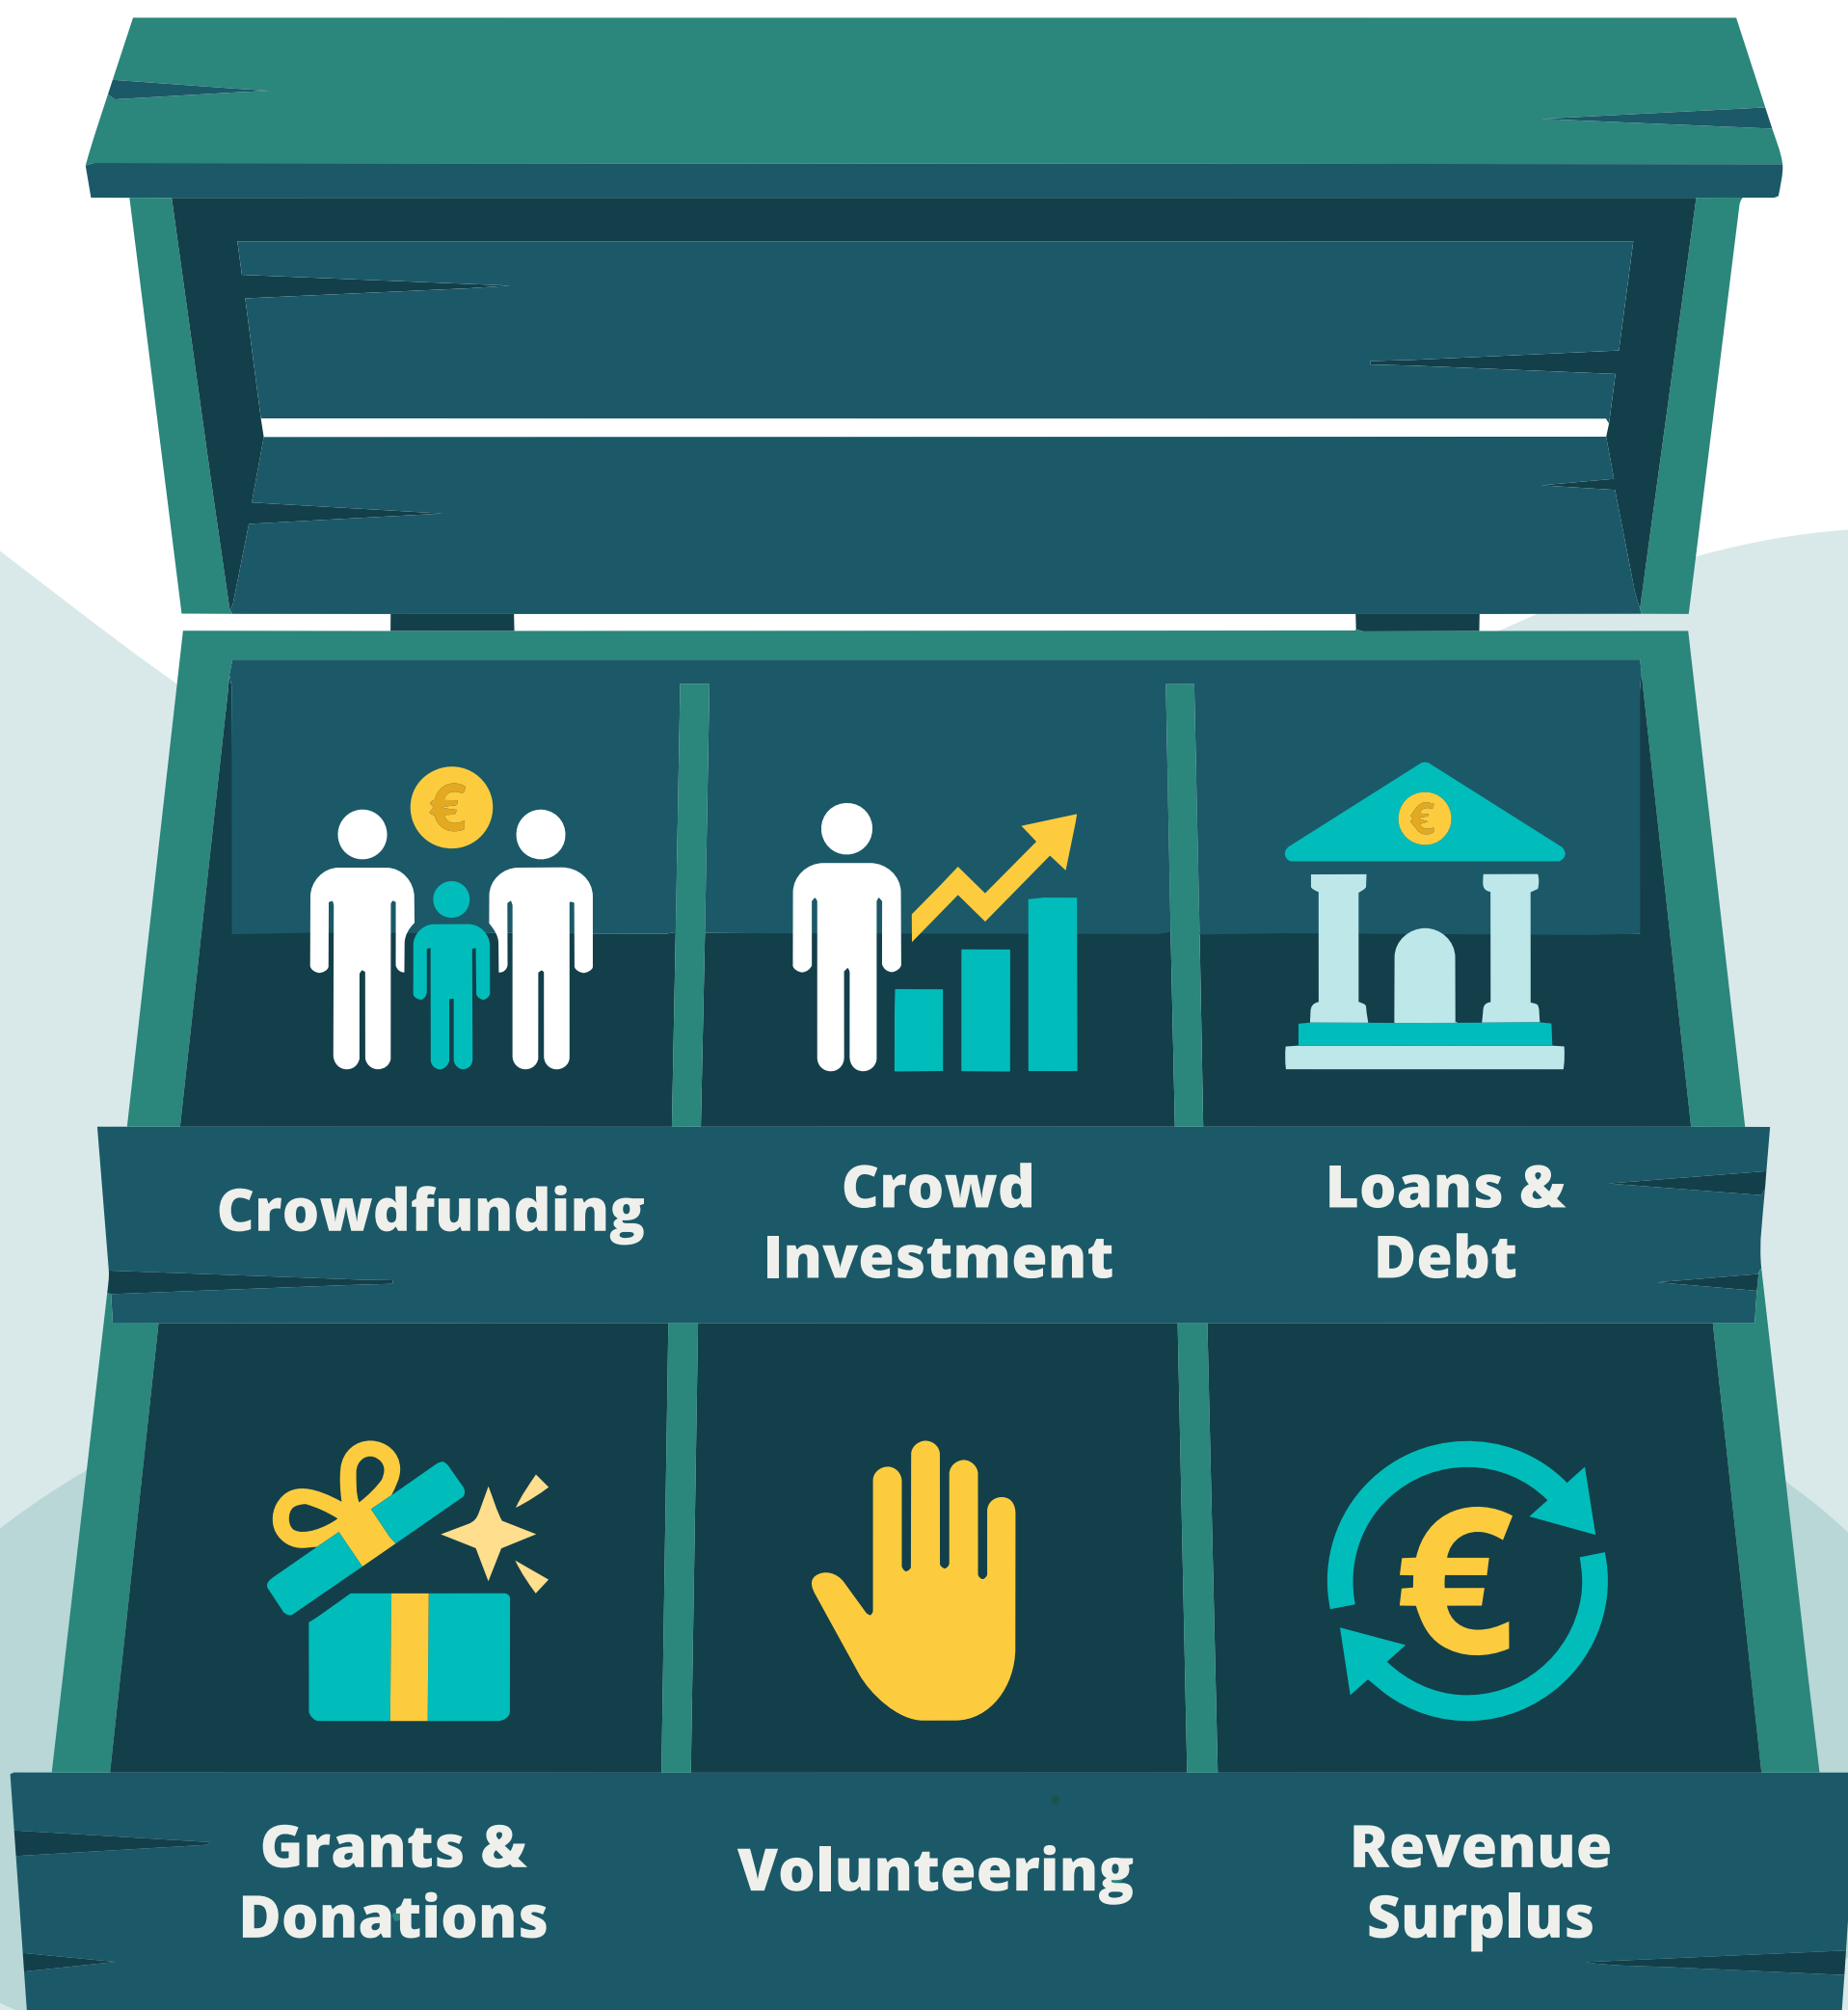 €
€
Crowdfunding
Crowd
Investment
Loans &
Debt
€
Grants &
Donations
Volunteering
Revenue
Surplus